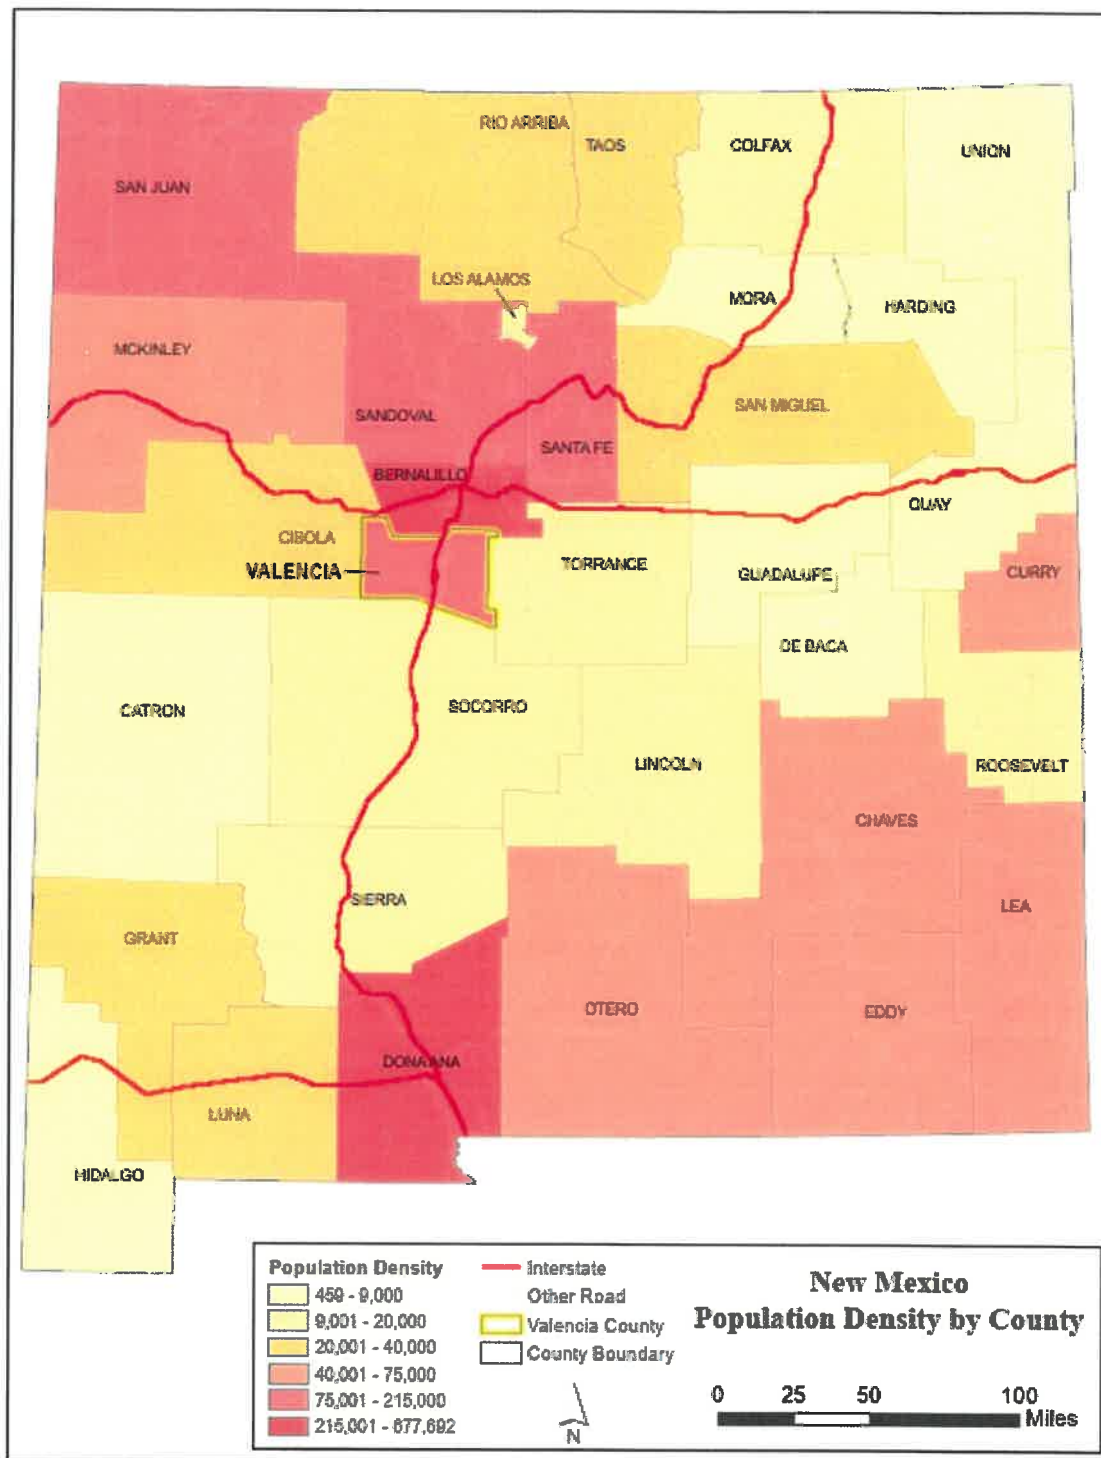 RIO ARRIBA
TAOS
COLFAX
UNION
SAN JUAN
LOS ALAMOS
MORA
HARDING
MCKINLEY
SANDOVAL
SAN MIGUEL
SANTA FE
BERNALILLO
QUAY
CIBOLA
VALENCIA
TORRANCE
GUADALUPE
CURRY
DE BACA
CATRON
SOCORRO
LINCOLN
ROOSEVELT
CHAVES
SIERRA
LEA
GRANT
OTERO
EDDY
DONA ANA
LUNA
HIDALGO
Population Density
459 - 9,000
9,001 - 20,000
20,001 - 40,000
40,001 - 75,000
75,001 - 215,000
215,001 - 677,692
Interstate
Other Road
Valencia County
County Boundary
N
New Mexico
Population Density by County
0 25 50 100
Miles